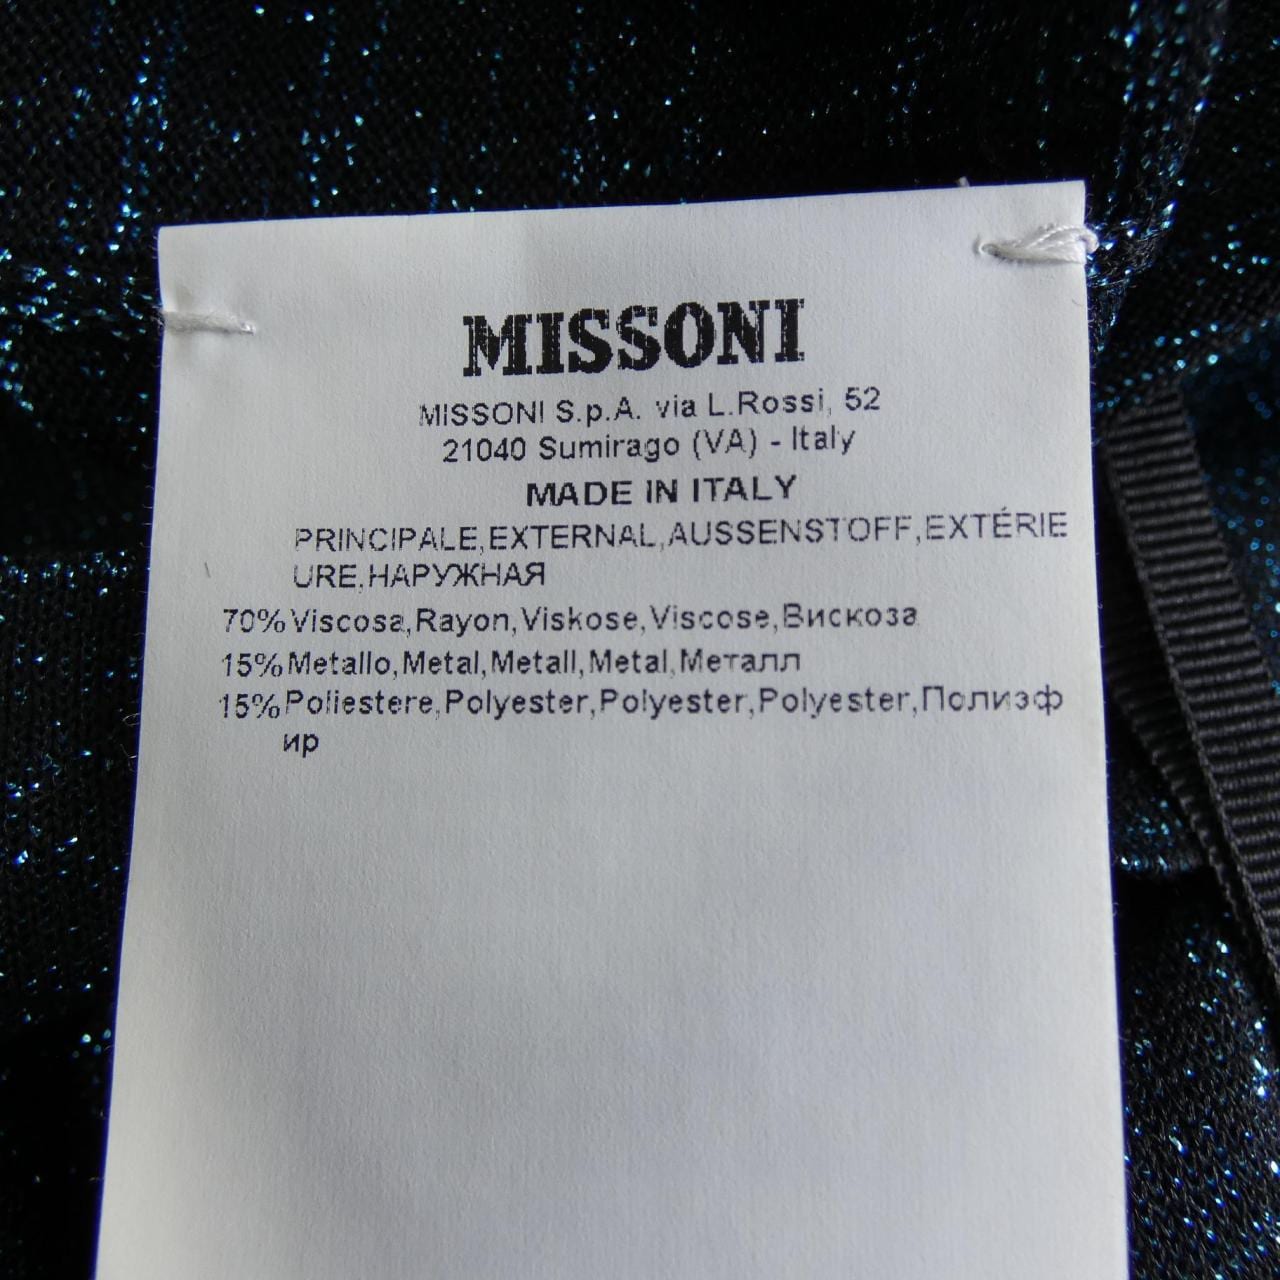 MISSONI
MISSONI S.p.A. via L.Rossi, 52
21040 Sumirago (VA) - Italy
MADE IN ITALY
PRINCIPALE,EXTERNAL,AUSSENSTOFF,EXTÉRIE
URE,НАРУЖНАЯ
70% Viscosa,Rayon,Viskose,Viscose,Вискоза
15% Metallo,Metal,Metall,Metal,Металл
15% Poliestere,Polyester,Polyester,Polyester,Полиэф
ир